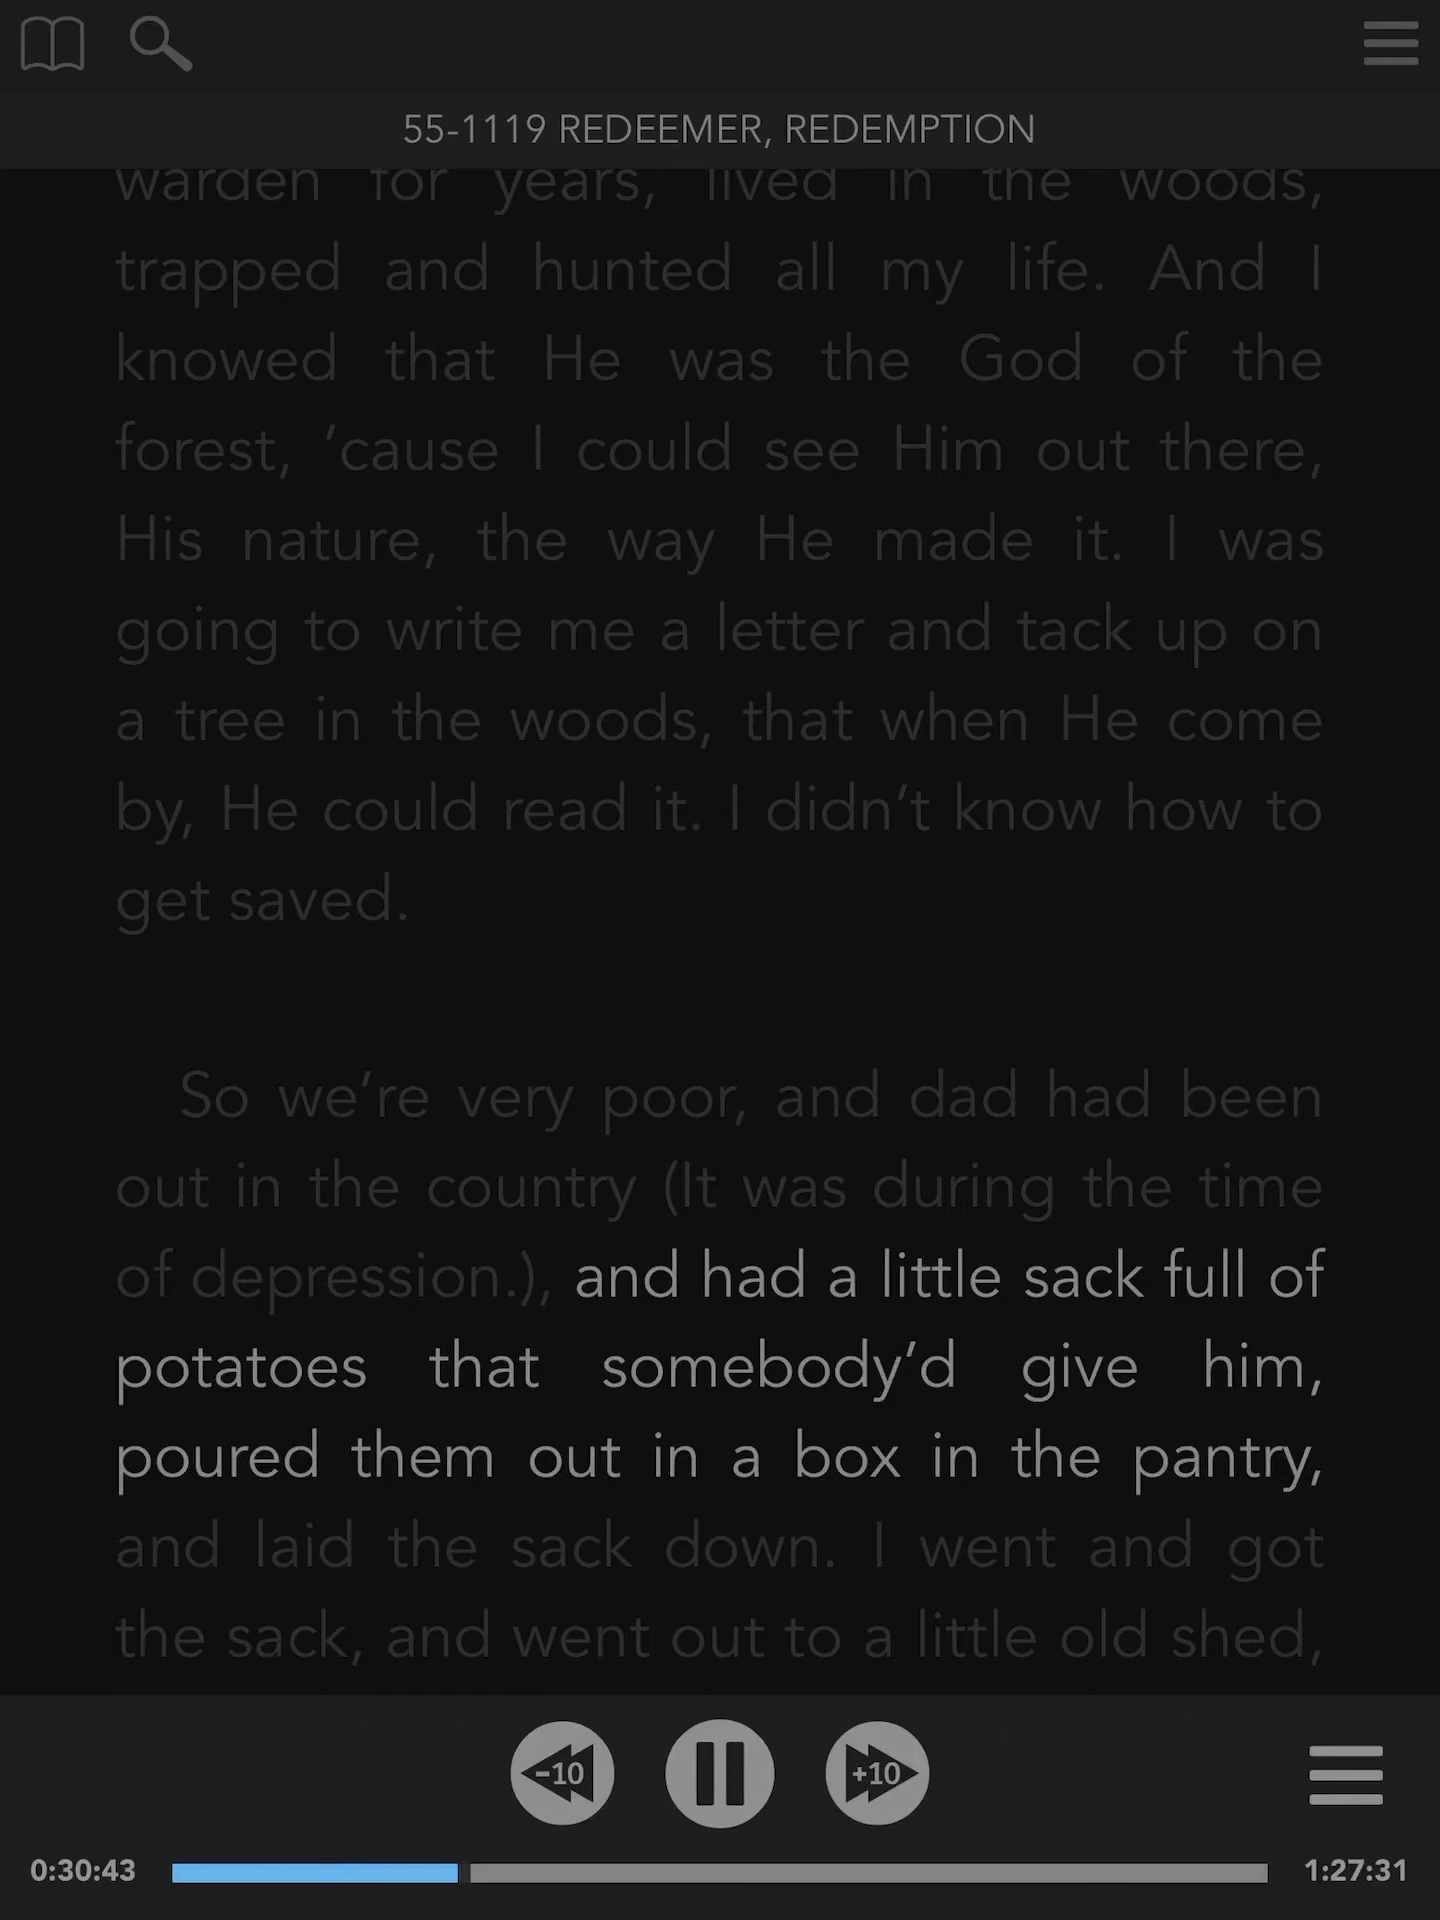 55-1119 REDEEMER, REDEMPTION
warden for years, lived in the woods,
trapped and hunted all my life. And I
knowed that He was the God of the
forest, ’cause I could see Him out there,
His nature, the way He made it. I was
going to write me a letter and tack up on
a tree in the woods, that when He come
by, He could read it. I didn’t know how to
get saved.
So we’re very poor, and dad had been
out in the country (It was during the time
of depression.), and had a little sack full of
potatoes that somebody’d give him,
poured them out in a box in the pantry,
and laid the sack down. I went and got
the sack, and went out to a little old shed,
-10 +10
0:30:43 1:27:31